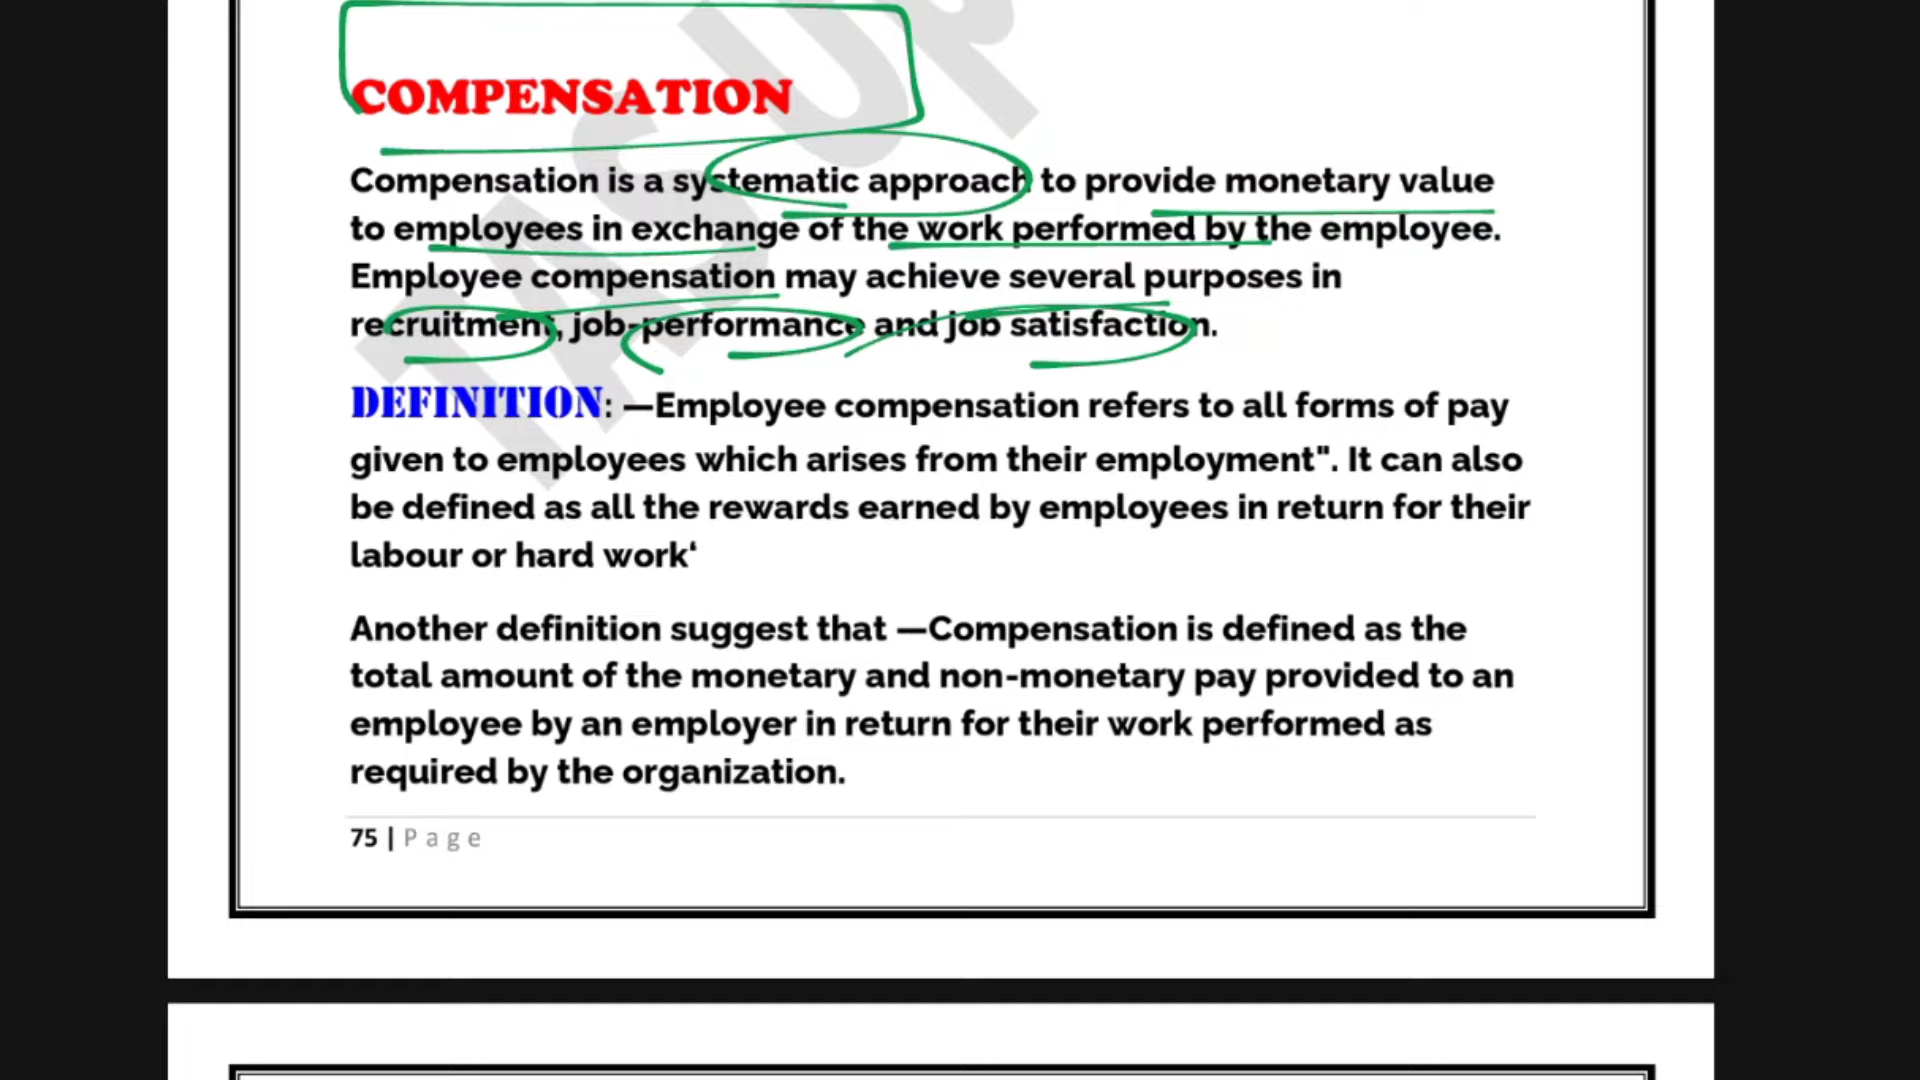 COMPENSATION
Compensation is a systematic approach to provide monetary value
to employees in exchange of the work performed by the employee.
Employee compensation may achieve several purposes in
recruitment, job-performance and job satisfaction.
DEFINITION: —Employee compensation refers to all forms of pay
given to employees which arises from their employment". It can also
be defined as all the rewards earned by employees in return for their
labour or hard work‘
Another definition suggest that —Compensation is defined as the
total amount of the monetary and non-monetary pay provided to an
employee by an employer in return for their work performed as
required by the organization.
75 | Page